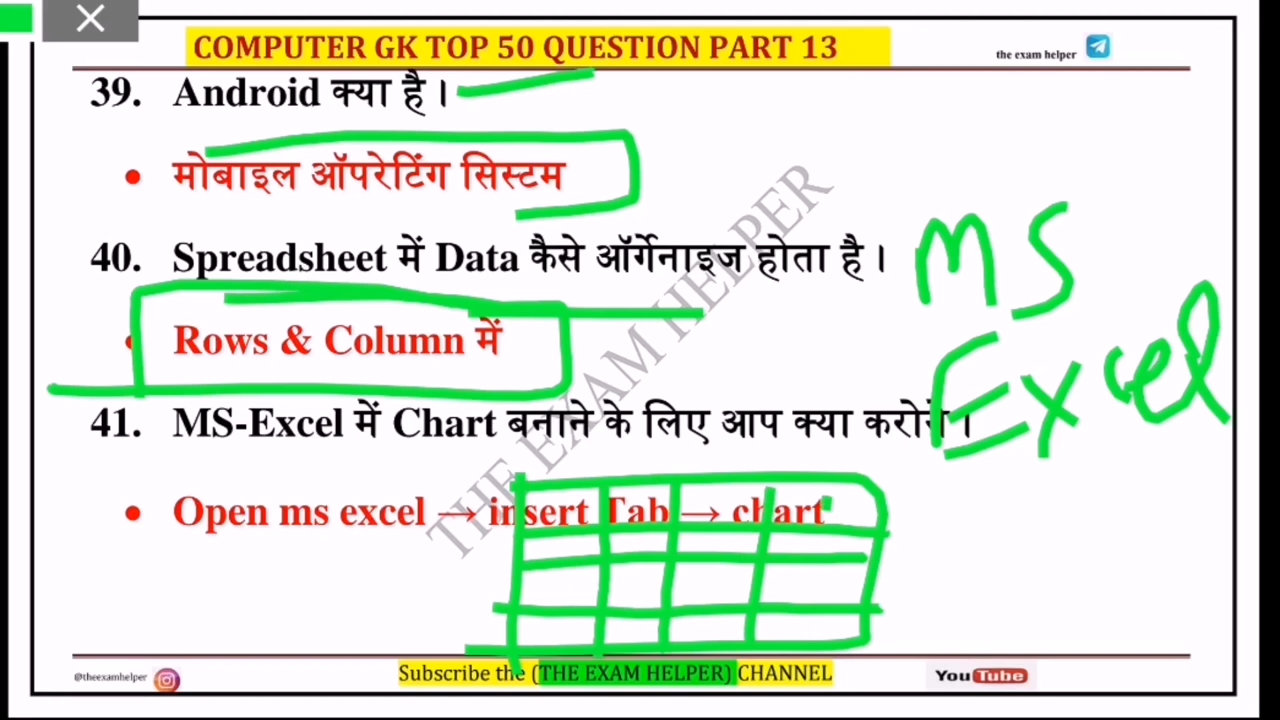 COMPUTER GK TOP 50 QUESTION PART 13
the exam helper
39. Android क्या है।
• मोबाइल ऑपरेटिंग सिस्टम
40. Spreadsheet में Data कैसे ऑर्गेनाइज होता है।
• Rows & Column में
MS
Excel
41. MS-Excel में Chart बनाने के लिए आप क्या करोगे।
• Open ms excel → insert Tab → chart
THE EXAM HELPER
@theexamhelper
Subscribe the (THE EXAM HELPER) CHANNEL
YouTube